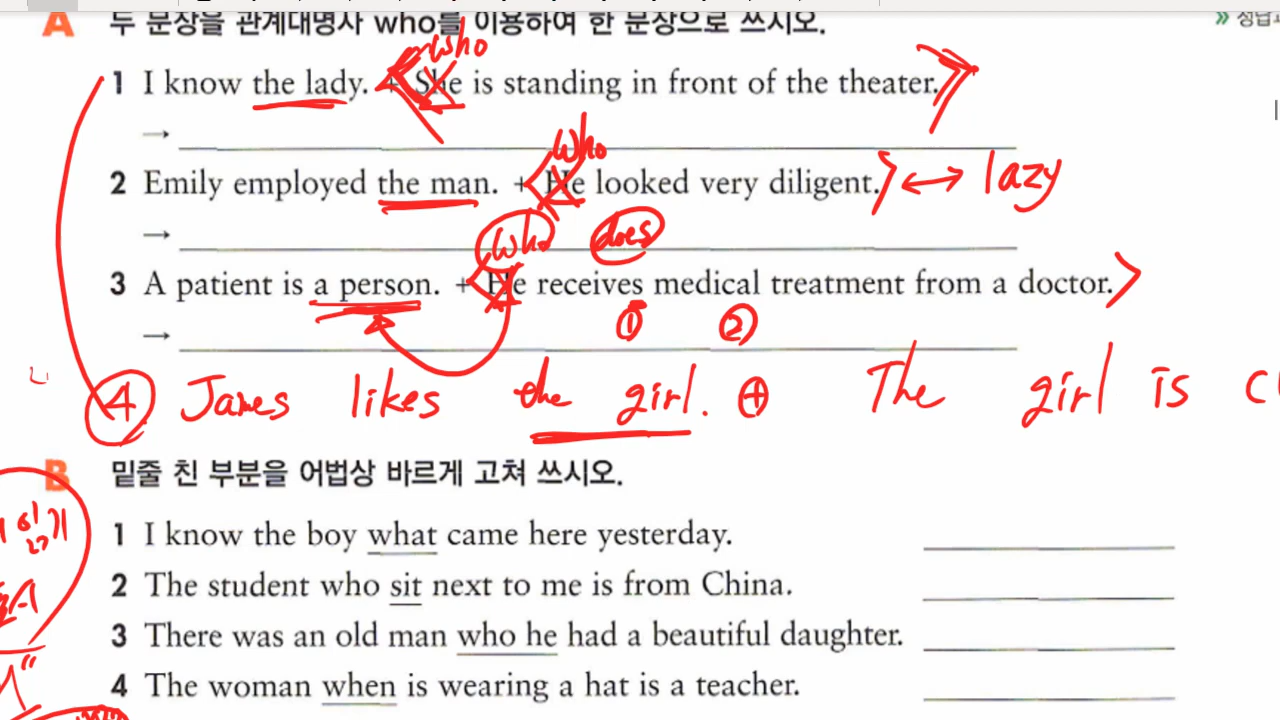 A 두 문장을 관계대명사 who를 이용하여 한 문장으로 쓰시오.
who
1 I know the lady. + She is standing in front of the theater.
→
who
2 Emily employed the man. + He looked very diligent. ↔ lazy
→
who does
3 A patient is a person. + He receives medical treatment from a doctor.
① ②
→
④ James likes the girl. ⊕ The girl is
B 밑줄 친 부분을 어법상 바르게 고쳐 쓰시오.
1 I know the boy what came here yesterday.
2 The student who sit next to me is from China.
3 There was an old man who he had a beautiful daughter.
4 The woman when is wearing a hat is a teacher.